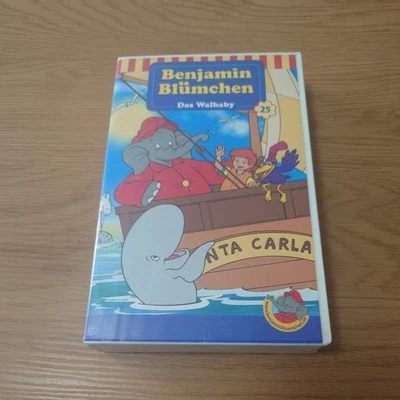 Benjamin
Blümchen
Das Walbaby
25
NTA CARLA